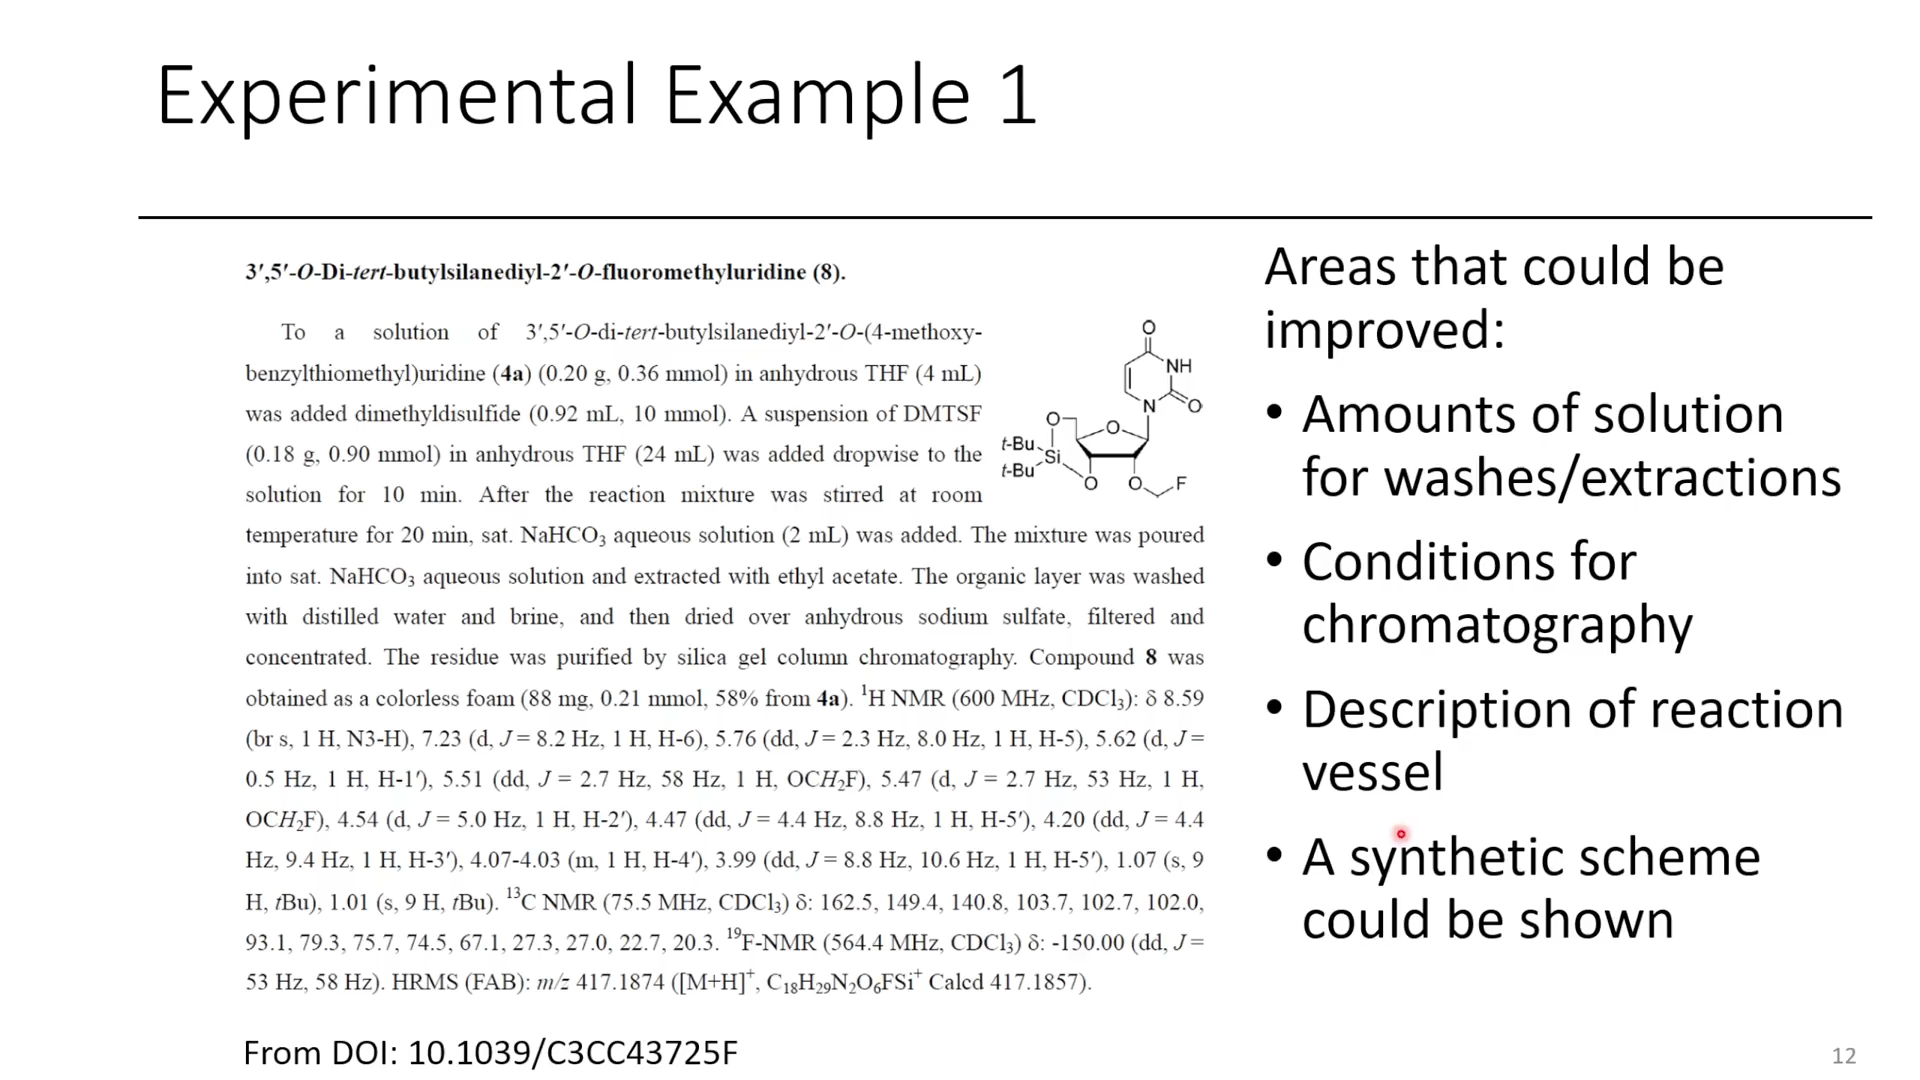 Experimental Example 1
3′,5′-O-Di-tert-butylsilanediyl-2′-O-fluoromethyluridine (8).
To a solution of 3′,5′-O-di-tert-butylsilanediyl-2′-O-(4-methoxy-
benzylthiomethyl)uridine (4a) (0.20 g, 0.36 mmol) in anhydrous THF (4 mL)
was added dimethyldisulfide (0.92 mL, 10 mmol). A suspension of DMTSF
(0.18 g, 0.90 mmol) in anhydrous THF (24 mL) was added dropwise to the
solution for 10 min. After the reaction mixture was stirred at room
temperature for 20 min, sat. NaHCO₃ aqueous solution (2 mL) was added. The mixture was poured
into sat. NaHCO₃ aqueous solution and extracted with ethyl acetate. The organic layer was washed
with distilled water and brine, and then dried over anhydrous sodium sulfate, filtered and
concentrated. The residue was purified by silica gel column chromatography. Compound 8 was
obtained as a colorless foam (88 mg, 0.21 mmol, 58% from 4a). ¹H NMR (600 MHz, CDCl₃): δ 8.59
(br s, 1 H, N3-H), 7.23 (d, J = 8.2 Hz, 1 H, H-6), 5.76 (dd, J = 2.3 Hz, 8.0 Hz, 1 H, H-5), 5.62 (d, J =
0.5 Hz, 1 H, H-1′), 5.51 (dd, J = 2.7 Hz, 58 Hz, 1 H, OCH₂F), 5.47 (d, J = 2.7 Hz, 53 Hz, 1 H,
OCH₂F), 4.54 (d, J = 5.0 Hz, 1 H, H-2′), 4.47 (dd, J = 4.4 Hz, 8.8 Hz, 1 H, H-5′), 4.20 (dd, J = 4.4
Hz, 9.4 Hz, 1 H, H-3′), 4.07-4.03 (m, 1 H, H-4′), 3.99 (dd, J = 8.8 Hz, 10.6 Hz, 1 H, H-5′), 1.07 (s, 9
H, tBu), 1.01 (s, 9 H, tBu). ¹³C NMR (75.5 MHz, CDCl₃) δ: 162.5, 149.4, 140.8, 103.7, 102.7, 102.0,
93.1, 79.3, 75.7, 74.5, 67.1, 27.3, 27.0, 22.7, 20.3. ¹⁹F-NMR (564.4 MHz, CDCl₃) δ: -150.00 (dd, J =
53 Hz, 58 Hz). HRMS (FAB): m/z 417.1874 ([M+H]⁺, C₁₈H₂₉N₂O₆FSi⁺ Calcd 417.1857).
O
NH
N O
O O
t-Bu Si
t-Bu
O O F
From DOI: 10.1039/C3CC43725F
Areas that could be
improved:
• Amounts of solution
for washes/extractions
• Conditions for
chromatography
• Description of reaction
vessel
• A synthetic scheme
could be shown
12